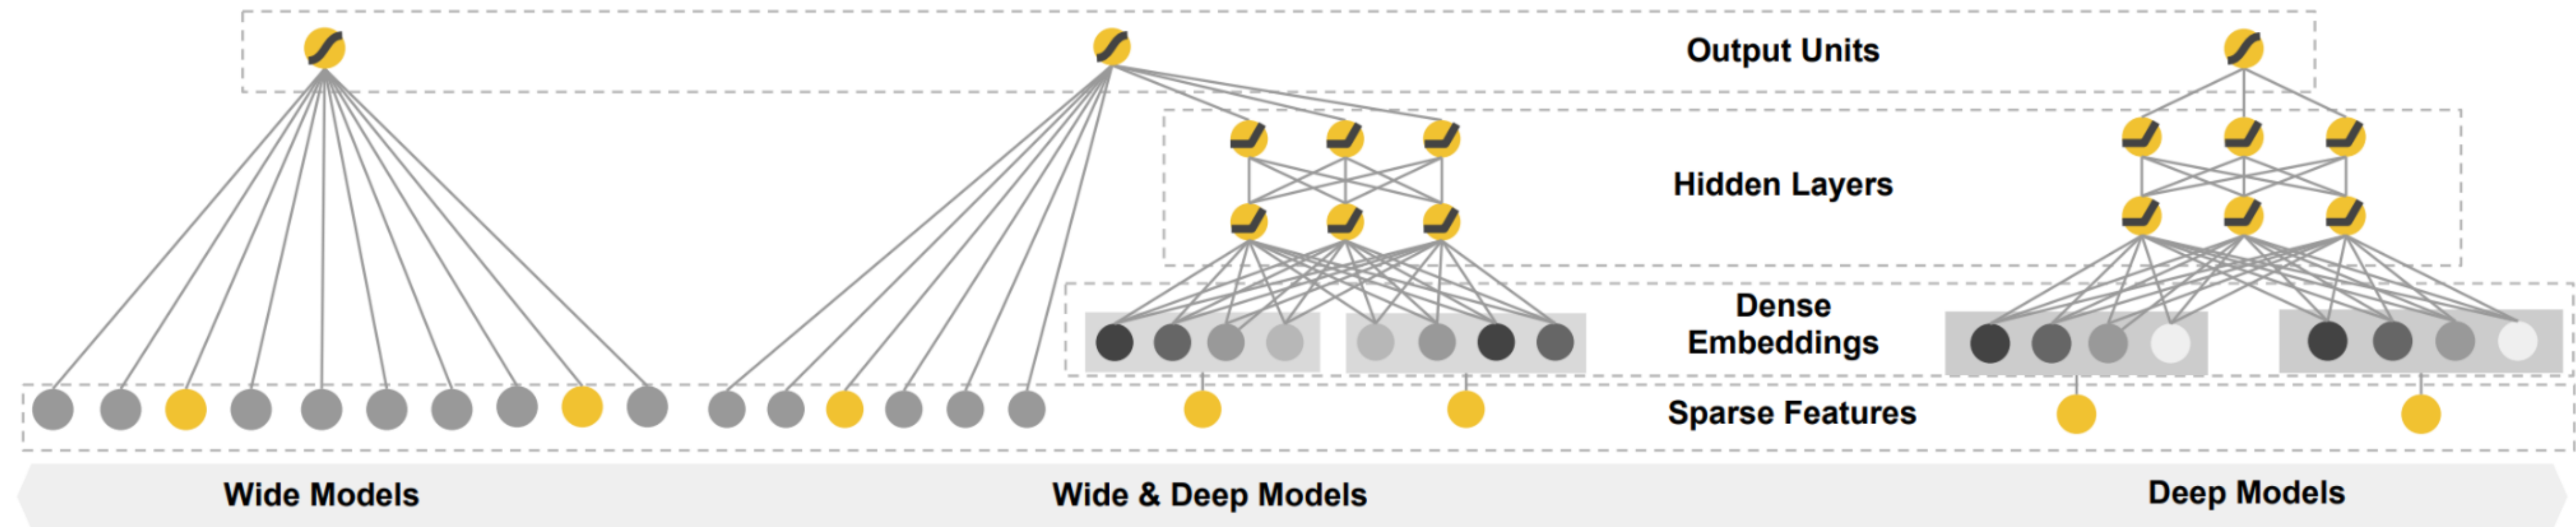 Output Units
Hidden Layers
Dense
Embeddings
Sparse Features
Wide Models
Wide & Deep Models
Deep Models